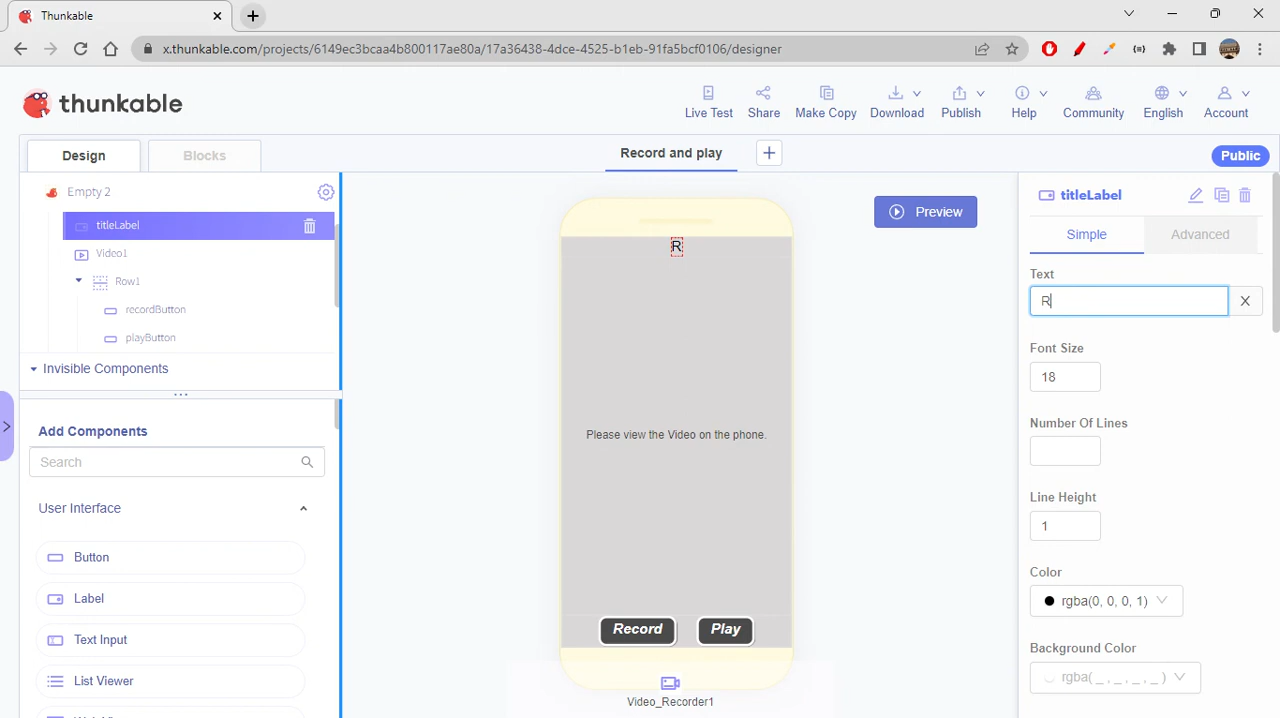 Thunkable
x.thunkable.com/projects/6149ec3bcaa4b800117ae80a/17a36438-4dce-4525-b1eb-91fa5bcf0106/designer
thunkable
Live Test
Share
Make Copy
Download
Publish
Help
Community
English
Account
Design
Blocks
Record and play
Public
Empty 2
titleLabel
Video1
Row1
recordButton
playButton
Invisible Components
Add Components
Search
User Interface
Button
Label
Text Input
List Viewer
R
Please view the Video on the phone.
Record Play
Video_Recorder1
Preview
titleLabel
Simple
Advanced
Text
R
X
Font Size
18
Number Of Lines
Line Height
1
Color
rgba(0, 0, 0, 1)
Background Color
rgba( _ , _ , _ , _ )